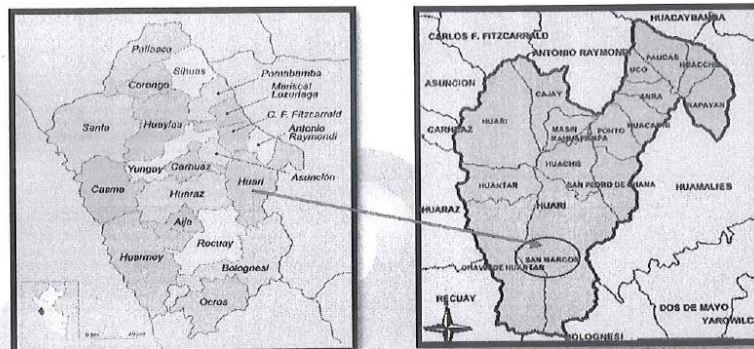 Pallasca
Sihuas
Corongo
Pomabamba
Mariscal
Luzuriaga
C. F. Fitzcarrald
Antonio
Raymondi
Santa
Huaylas
Yungay
Carhuaz
Asunción
Casma
Huaraz
Huari
Aija
Recuay
Huarmey
Bolognesi
Ocros
HUACAYBAMBA
CARLOS F. FITZCARRALD
ANTONIO RAYMONDI
PAUCAS
UCO
HUACCHIS
ASUNCION
CAJAY
ANRA
RAPAYAN
HUARI
CARHUAZ
MASIN
PONTO
HUACACHIS
RAHUAPAMPA
HUACHIS
HUANTAR
SAN PEDRO DE CHANA
HUAMALIES
HUARAZ
HUARI
SAN MARCOS
CHAVIN DE HUANTAR
RECUAY
DOS DE MAYO
YAROWILC
BOLOGNESI